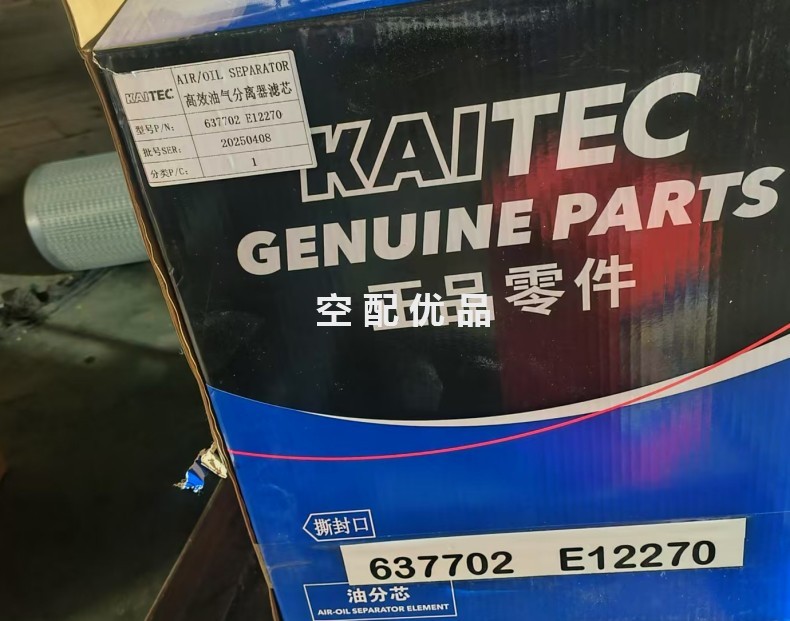 KAITEC
AIR/OIL SEPARATOR
高效油气分离器滤芯
型号P/N: 637702 E12270
批号SER: 20250408
分类P/C: 1
KAITEC
GENUINE PARTS
正品零件
空配优品
撕封口
637702 E12270
油分芯
AIR-OIL SEPARATOR ELEMENT